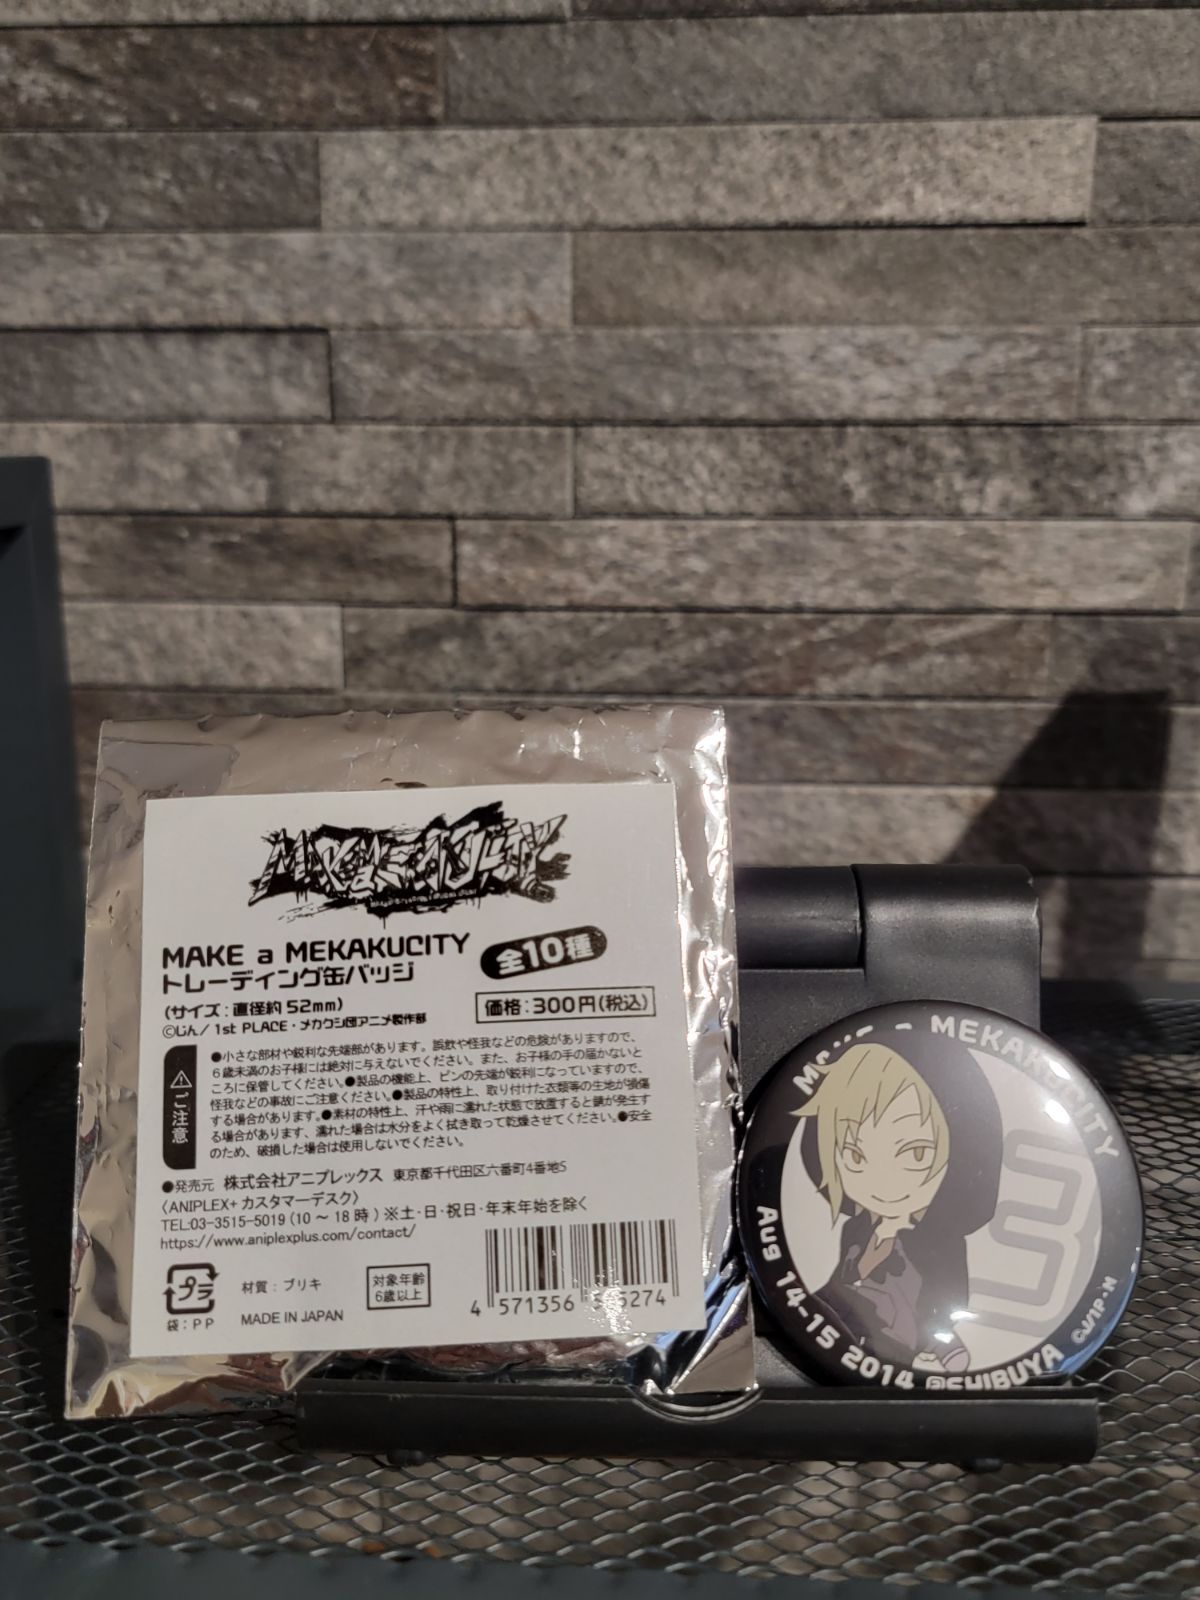 MAKE a MEKAKUCITY
トレーディング缶バッジ
全10種
(サイズ:直径約52mm)
価格:300円(税込)
©じん/1st PLACE・メカクシ団アニメ製作部
⚠ご注意
●小さな部材や鋭利な先端部があります。誤飲や怪我などの危険がありますので、
6歳未満のお子様には絶対に与えないでください。また、お子様の手の届かないと
ころに保管してください。●製品の機能上、ピンの先端が鋭利になっていますので、
怪我などの事故にご注意ください。●製品の特性上、取り付けた衣類等の生地が損傷
する場合があります。●素材の特性上、汗や雨に濡れた状態で放置すると錆が発生す
る場合があります、濡れた場合は水分をよく拭き取って乾燥させてください。●安全
のため、破損した場合は使用しないでください。
●発売元 株式会社アニプレックス 東京都千代田区六番町4番地5
〈ANIPLEX+ カスタマーデスク〉
TEL:03-3515-5019(10～18時)※土・日・祝日・年末年始を除く
https://www.aniplexplus.com/contact/
プラ
袋:PP
材質:ブリキ
MADE IN JAPAN
対象年齢
6歳以上
4 571356 5274
MAKE a MEKAKUCITY
Aug 14-15 2014 @SHIBUYA
©J/1P・M